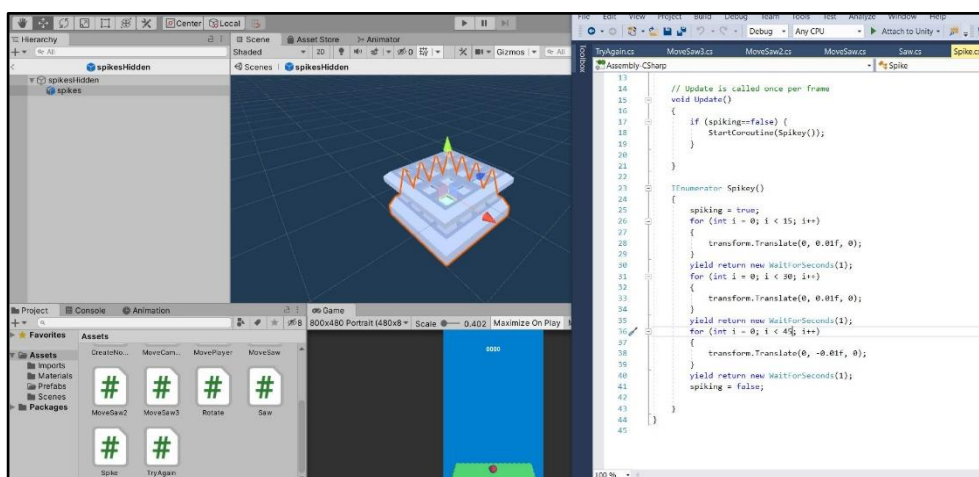 Center Local
Hierarchy
All
spikesHidden
spikesHidden
spikes
Scene Asset Store Animator
Shaded 2D 0 Gizmos All
Scenes spikesHidden
Project Console Animation
8
Favorites
Assets
Imports
Materials
Prefabs
Scenes
Packages
Assets
CreateNo... MoveCam... MovePlayer MoveSaw
MoveSaw2 MoveSaw3 Rotate Saw
Spike TryAgain
Game
800x480 Portrait (480x8 Scale 0.402 Maximize On Play
0000
File Edit View Project Build Debug Team Tools Test Analyze Window Help
Debug Any CPU Attach to Unity
Toolbox
TryAgain.cs MoveSaw3.cs MoveSaw2.cs MoveSaw.cs Saw.cs Spike.c
Assembly-CSharp Spike
13
14 // Update is called once per frame
15 void Update()
16 {
17 if (spiking==false) {
18 StartCoroutine(Spikey());
19 }
20
21 }
22
23 IEnumerator Spikey()
24 {
25 spiking = true;
26 for (int i = 0; i < 15; i++)
27 {
28 transform.Translate(0, 0.01f, 0);
29 }
30 yield return new WaitForSeconds(1);
31 for (int i = 0; i < 30; i++)
32 {
33 transform.Translate(0, 0.01f, 0);
34 }
35 yield return new WaitForSeconds(1);
36 for (int i = 0; i < 45; i++)
37 {
38 transform.Translate(0, -0.01f, 0);
39 }
40 yield return new WaitForSeconds(1);
41 spiking = false;
42
43 }
44 }
45
100 %